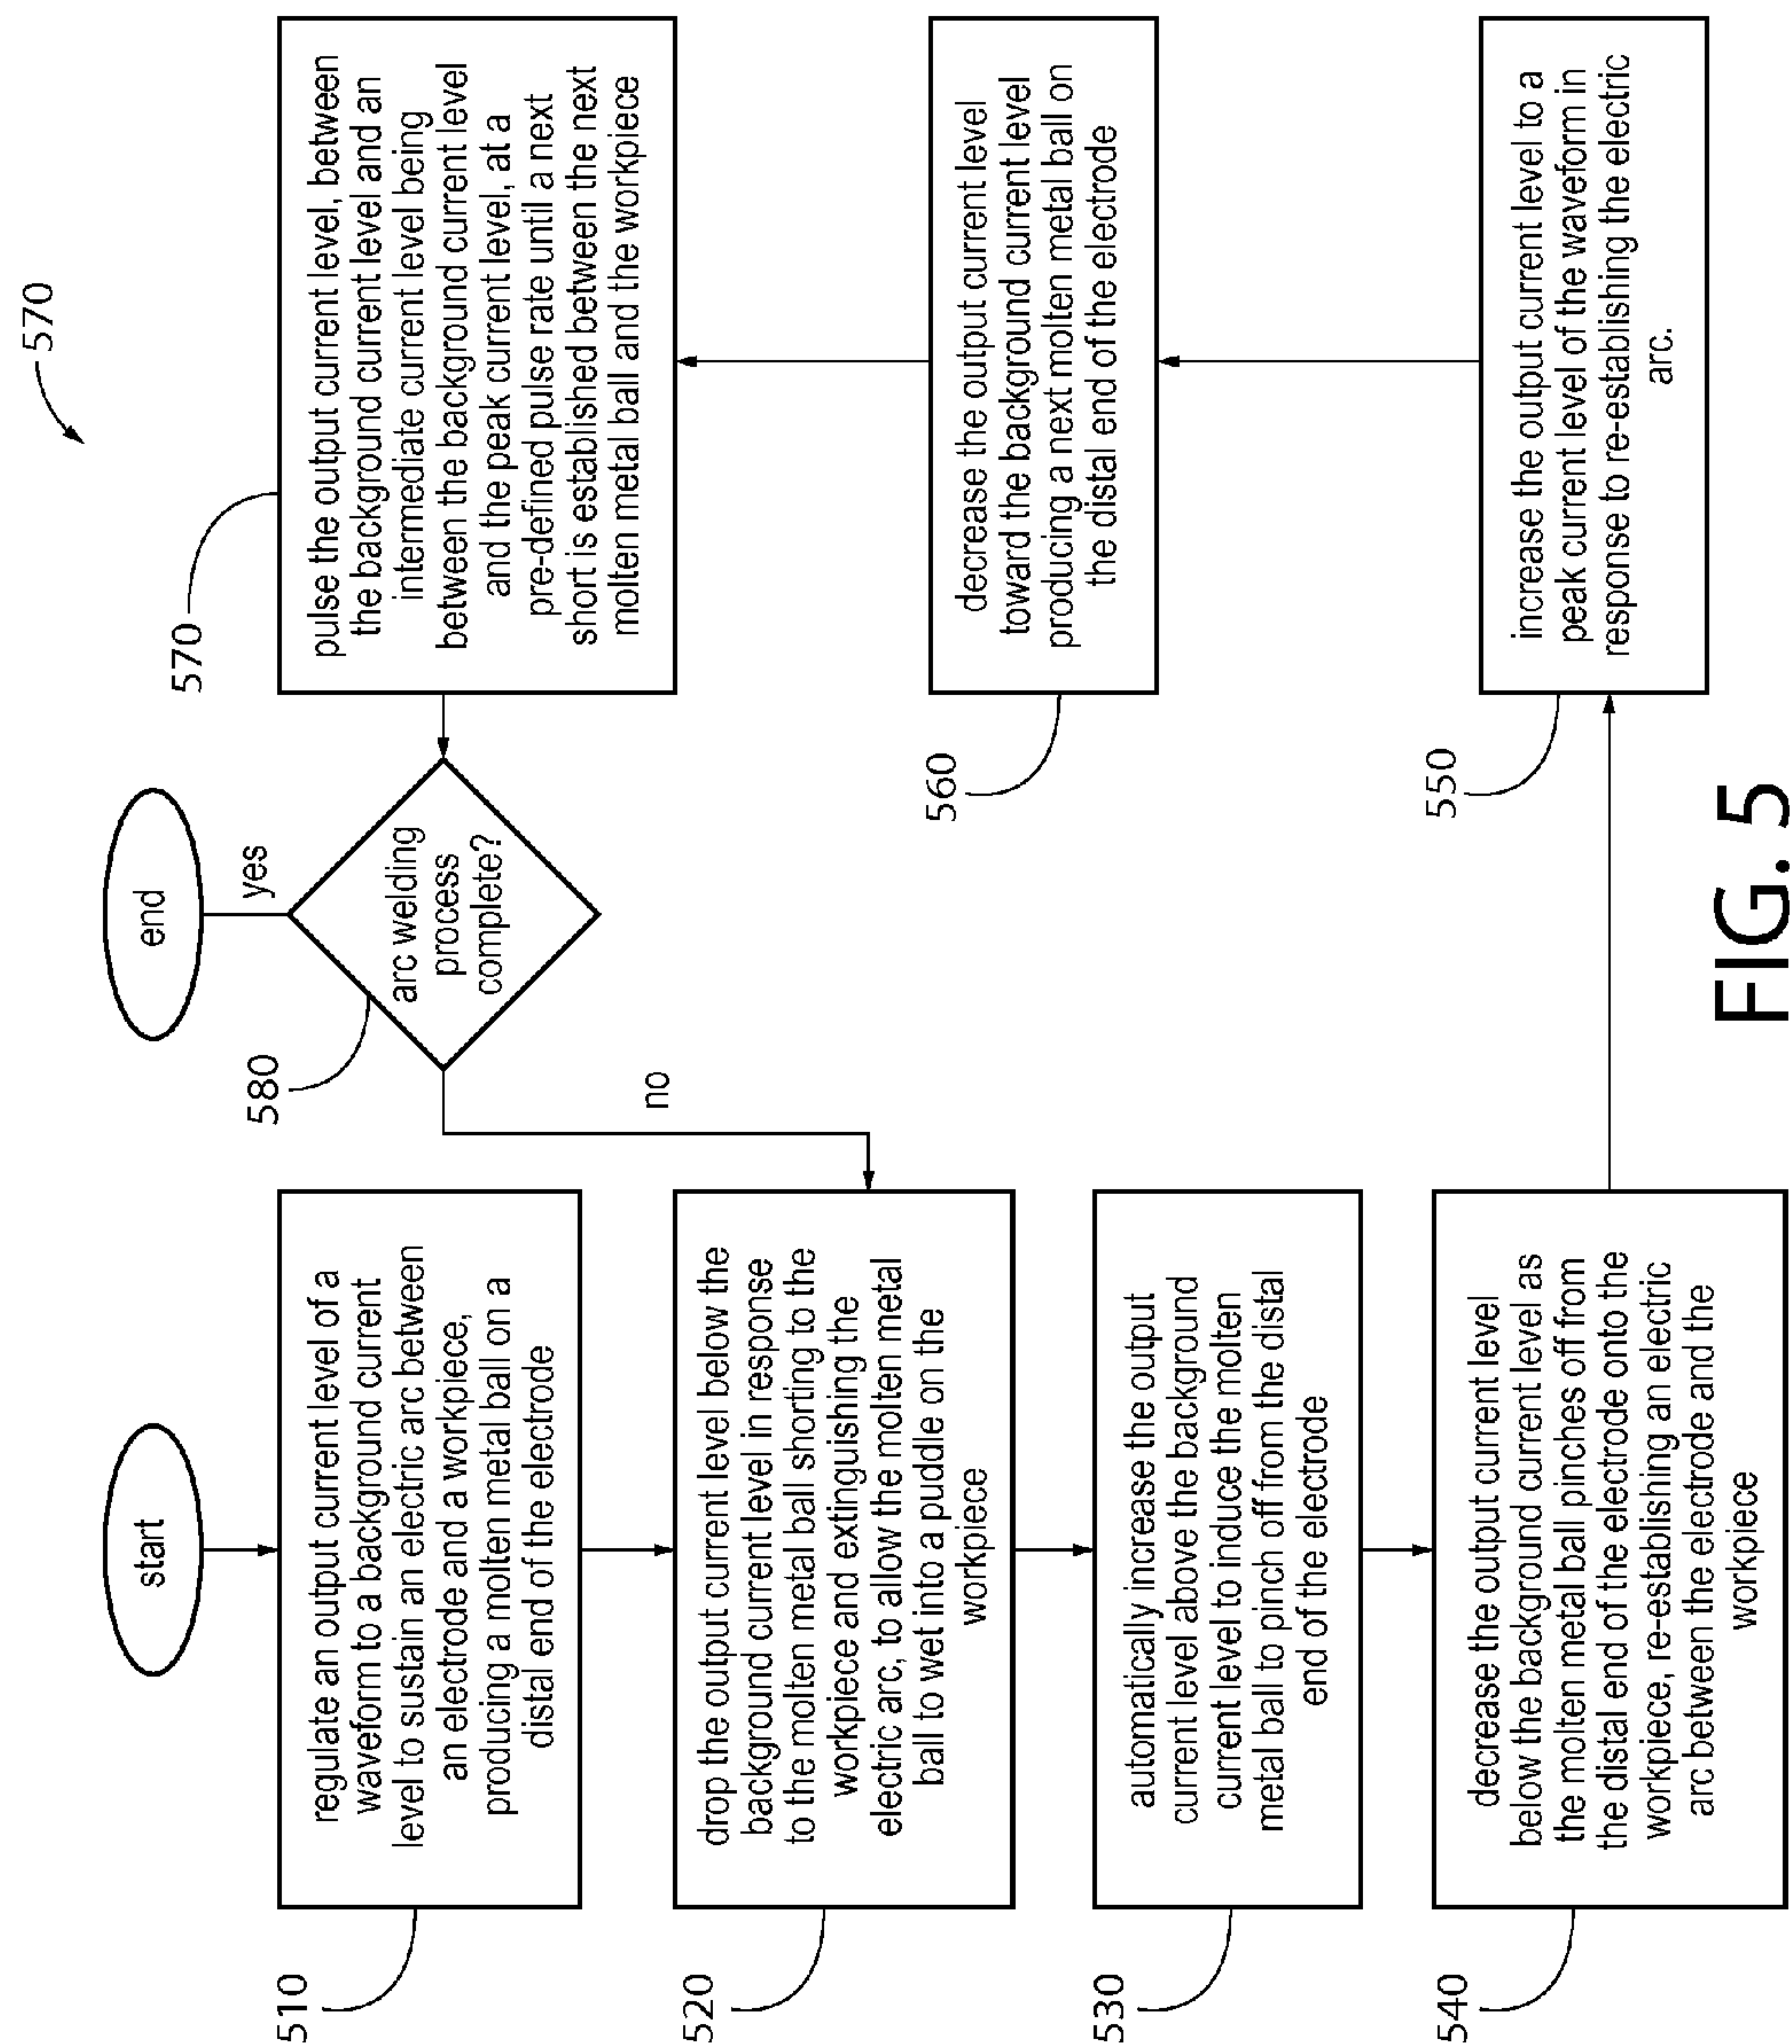 570
start
510
regulate an output current level of a
waveform to a background current
level to sustain an electric arc between
an electrode and a workpiece,
producing a molten metal ball on a
distal end of the electrode
520
drop the output current level below the
background current level in response
to the molten metal ball shorting to the
workpiece and extinguishing the
electric arc, to allow the molten metal
ball to wet into a puddle on the
workpiece
530
automatically increase the output
current level above the background
current level to induce the molten
metal ball to pinch off from the distal
end of the electrode
540
decrease the output current level
below the background current level as
the molten metal ball pinches off from
the distal end of the electrode onto the
workpiece, re-establishing an electric
arc between the electrode and the
workpiece
550
increase the output current level to a
peak current level of the waveform in
response to re-establishing the electric
arc.
560
decrease the output current level
toward the background current level
producing a next molten metal ball on
the distal end of the electrode
570
pulse the output current level, between
the background current level and an
intermediate current level being
between the background current level
and the peak current level, at a
pre-defined pulse rate until a next
short is established between the next
molten metal ball and the workpiece
580
arc welding
process
complete?
yes
end
no
FIG. 5